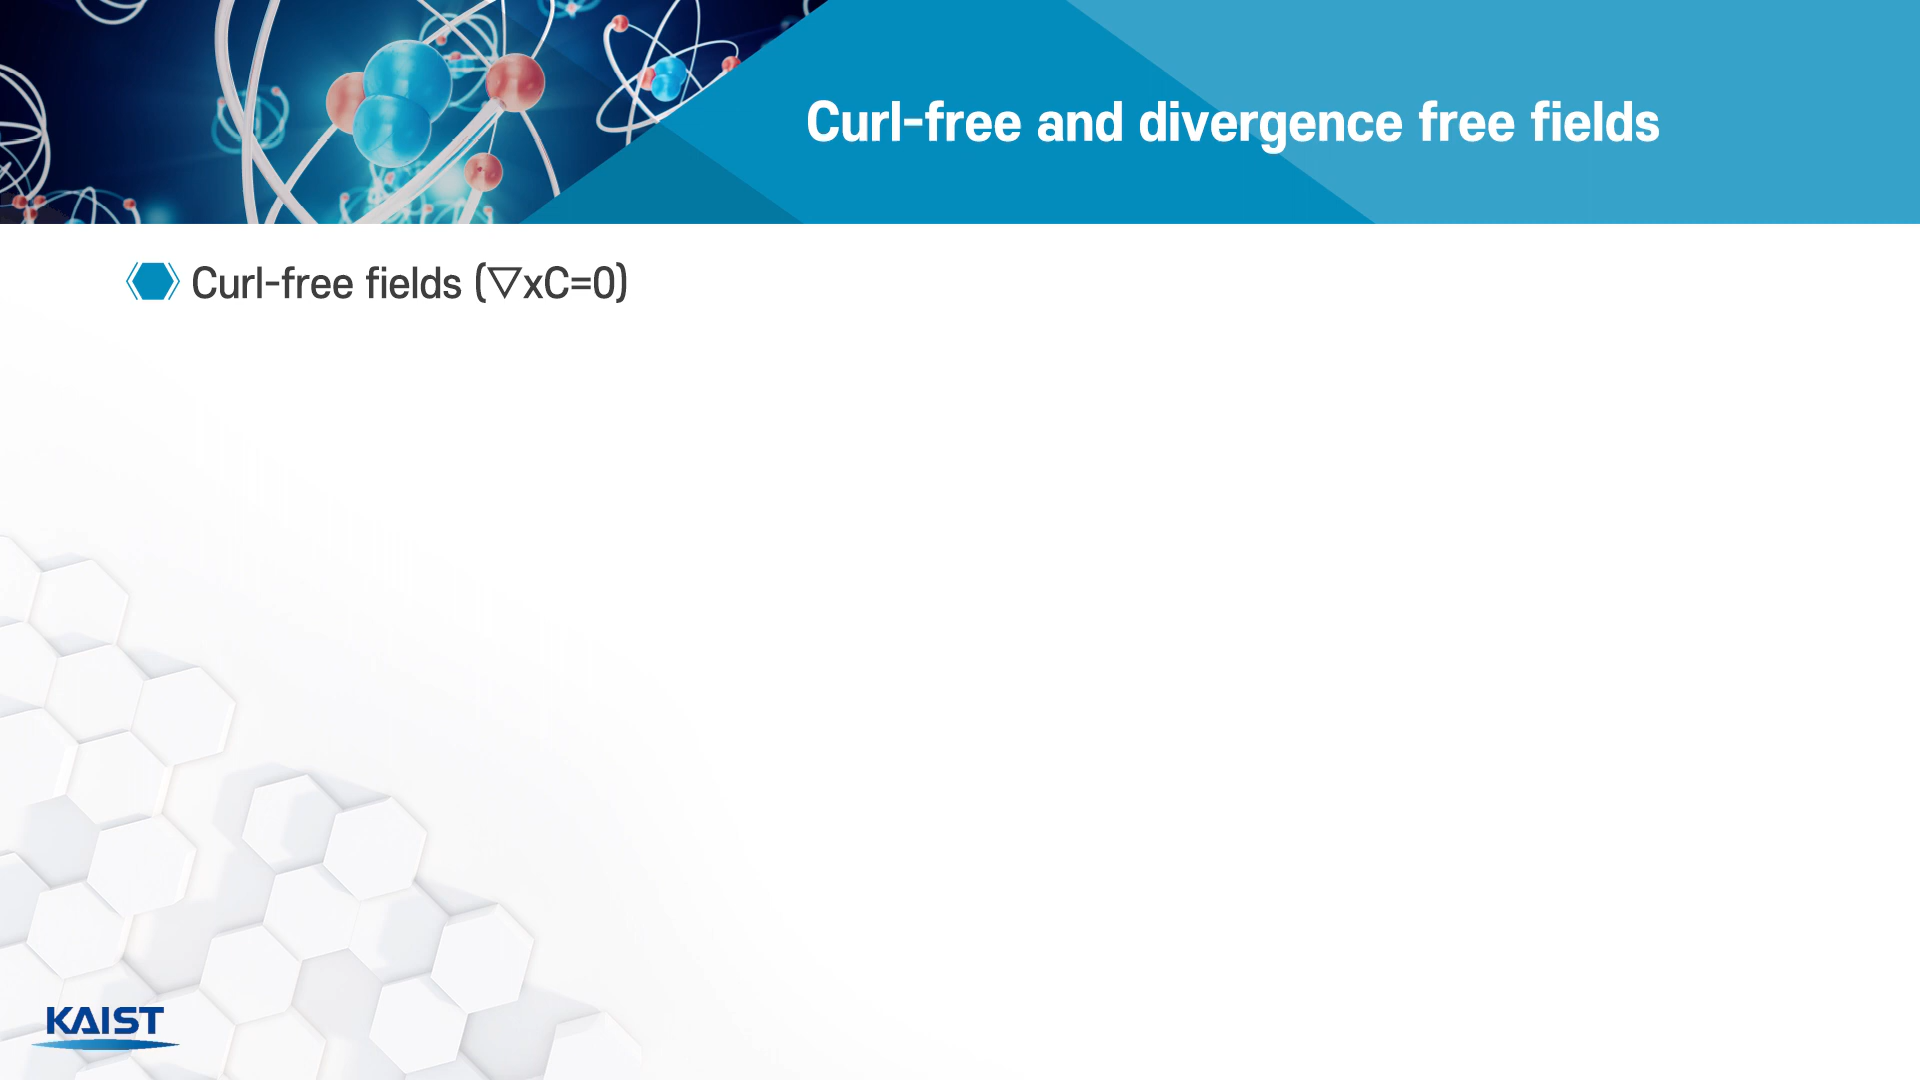 Curl-free and divergence free fields
Curl-free fields (▽xC=0)
KAIST